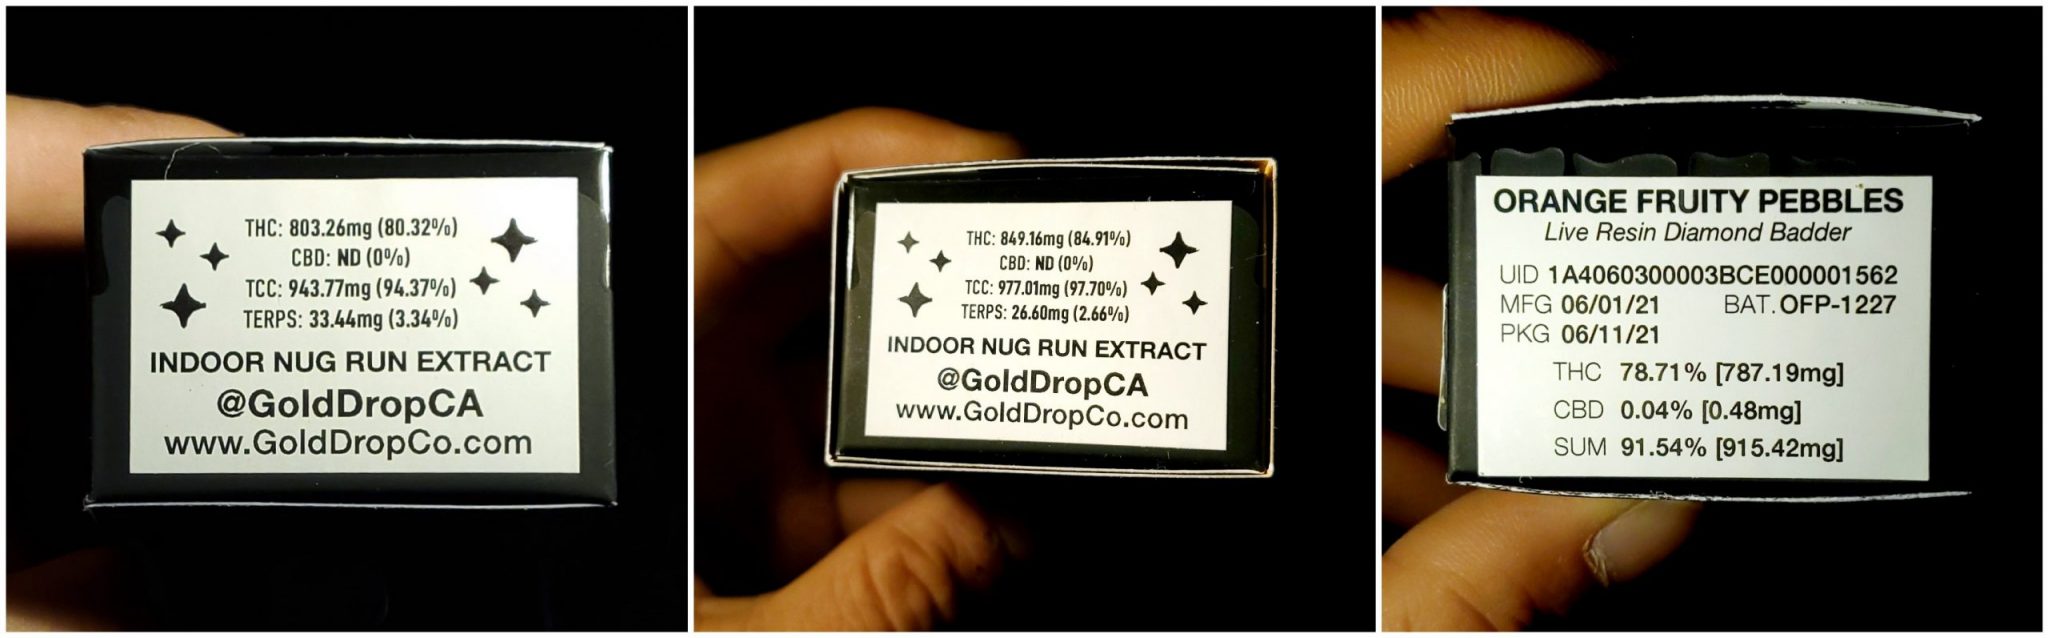 THC: 803.26mg (80.32%)
CBD: ND (0%)
TCC: 943.77mg (94.37%)
TERPS: 33.44mg (3.34%)
INDOOR NUG RUN EXTRACT
@GoldDropCA
www.GoldDropCo.com
THC: 849.16mg (84.91%)
CBD: ND (0%)
TCC: 977.01mg (97.70%)
TERPS: 26.60mg (2.66%)
INDOOR NUG RUN EXTRACT
@GoldDropCA
www.GoldDropCo.com
ORANGE FRUITY PEBBLES
Live Resin Diamond Badder
UID 1A4060300003BCE000001562
MFG 06/01/21 BAT. OFP-1227
PKG 06/11/21
THC 78.71% [787.19mg]
CBD 0.04% [0.48mg]
SUM 91.54% [915.42mg]